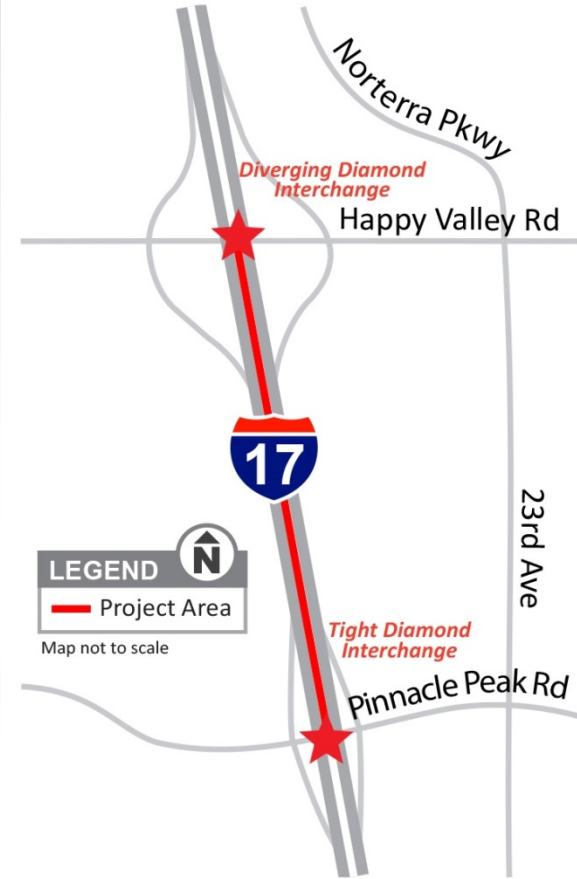 Norterra Pkwy
Diverging Diamond
Interchange
Happy Valley Rd
17
23rd Ave
N
LEGEND
Project Area
Map not to scale
Tight Diamond
Interchange
Pinnacle Peak Rd